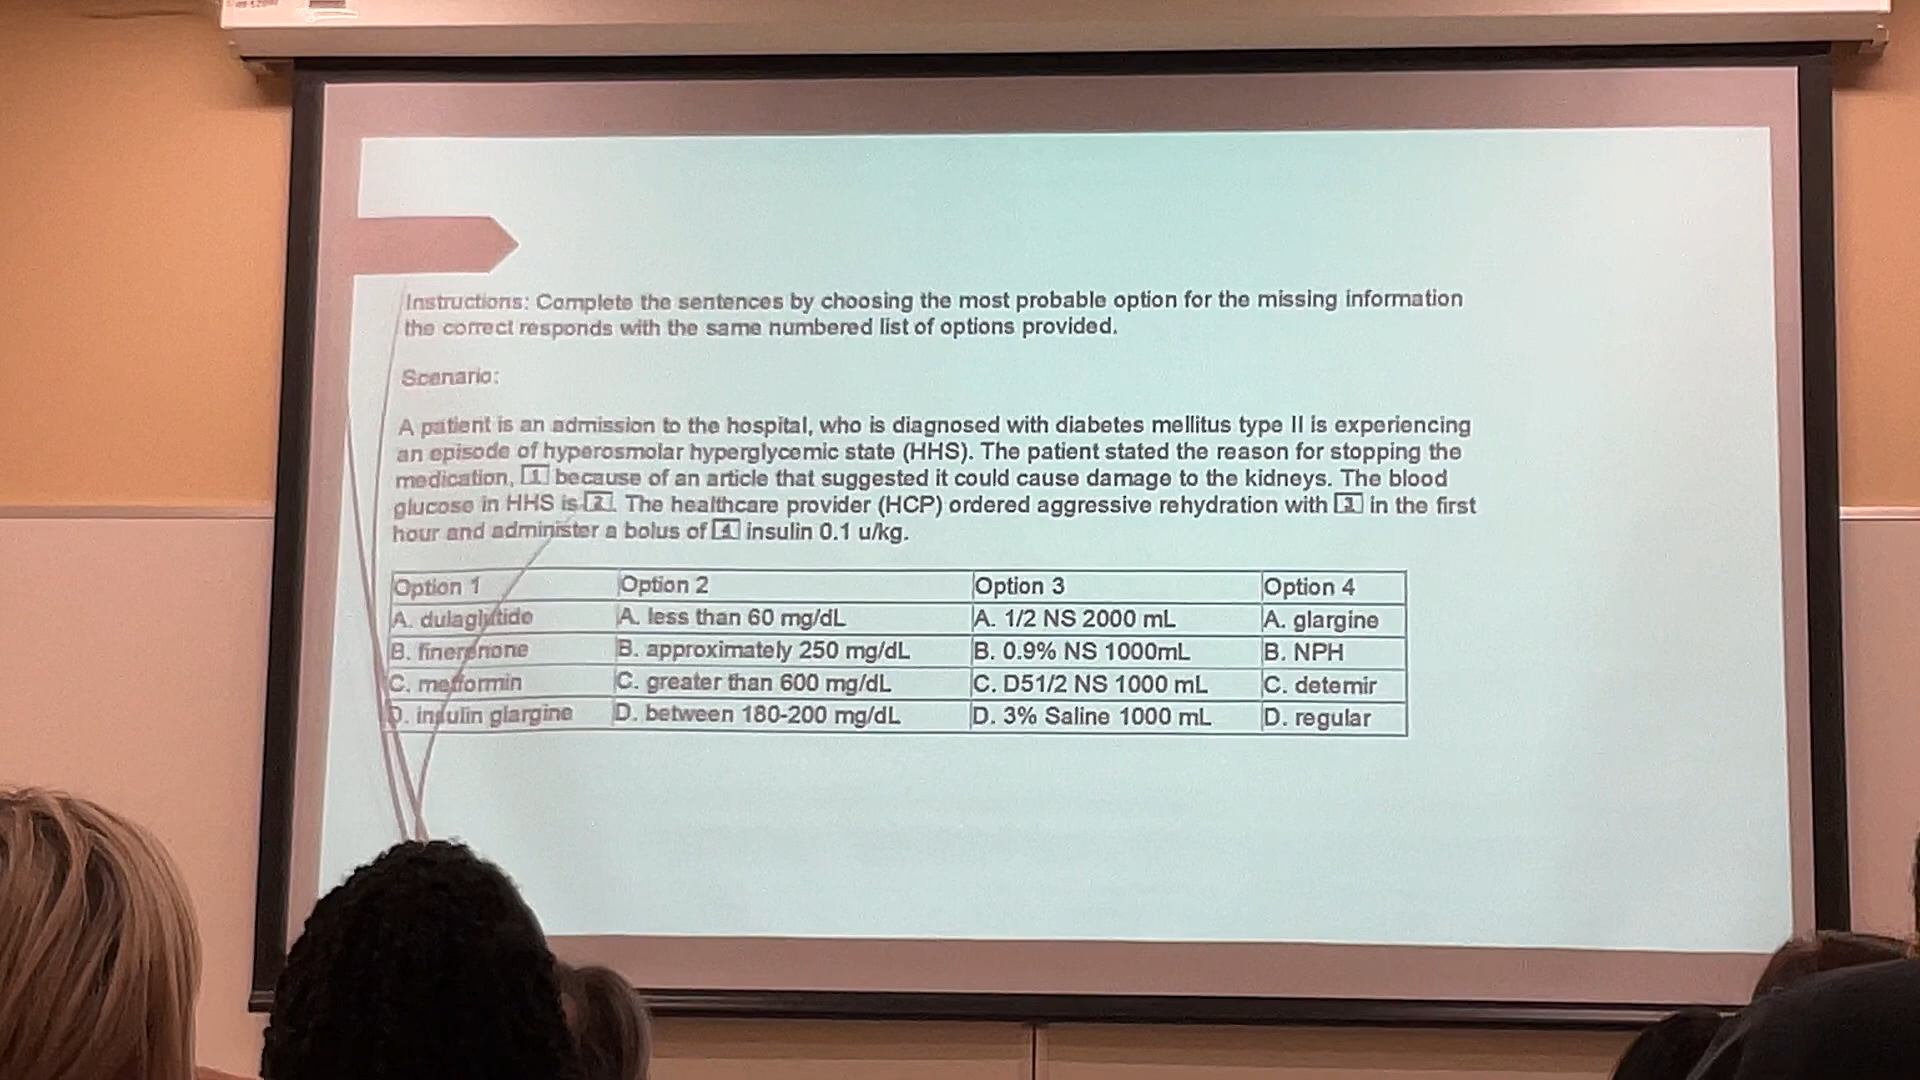 Instructions: Complete the sentences by choosing the most probable option for the missing information
the correct responds with the same numbered list of options provided.
Scenario:
A patient is an admission to the hospital, who is diagnosed with diabetes mellitus type II is experiencing
an episode of hyperosmolar hyperglycemic state (HHS). The patient stated the reason for stopping the
medication, 1 because of an article that suggested it could cause damage to the kidneys. The blood
glucose in HHS is 2. The healthcare provider (HCP) ordered aggressive rehydration with 3 in the first
hour and administer a bolus of 4 insulin 0.1 u/kg.
Option 1 Option 2 Option 3 Option 4
A. dulaglutide A. less than 60 mg/dL A. 1/2 NS 2000 mL A. glargine
B. finerenone B. approximately 250 mg/dL B. 0.9% NS 1000mL B. NPH
C. metformin C. greater than 600 mg/dL C. D51/2 NS 1000 mL C. detemir
D. insulin glargine D. between 180-200 mg/dL D. 3% Saline 1000 mL D. regular